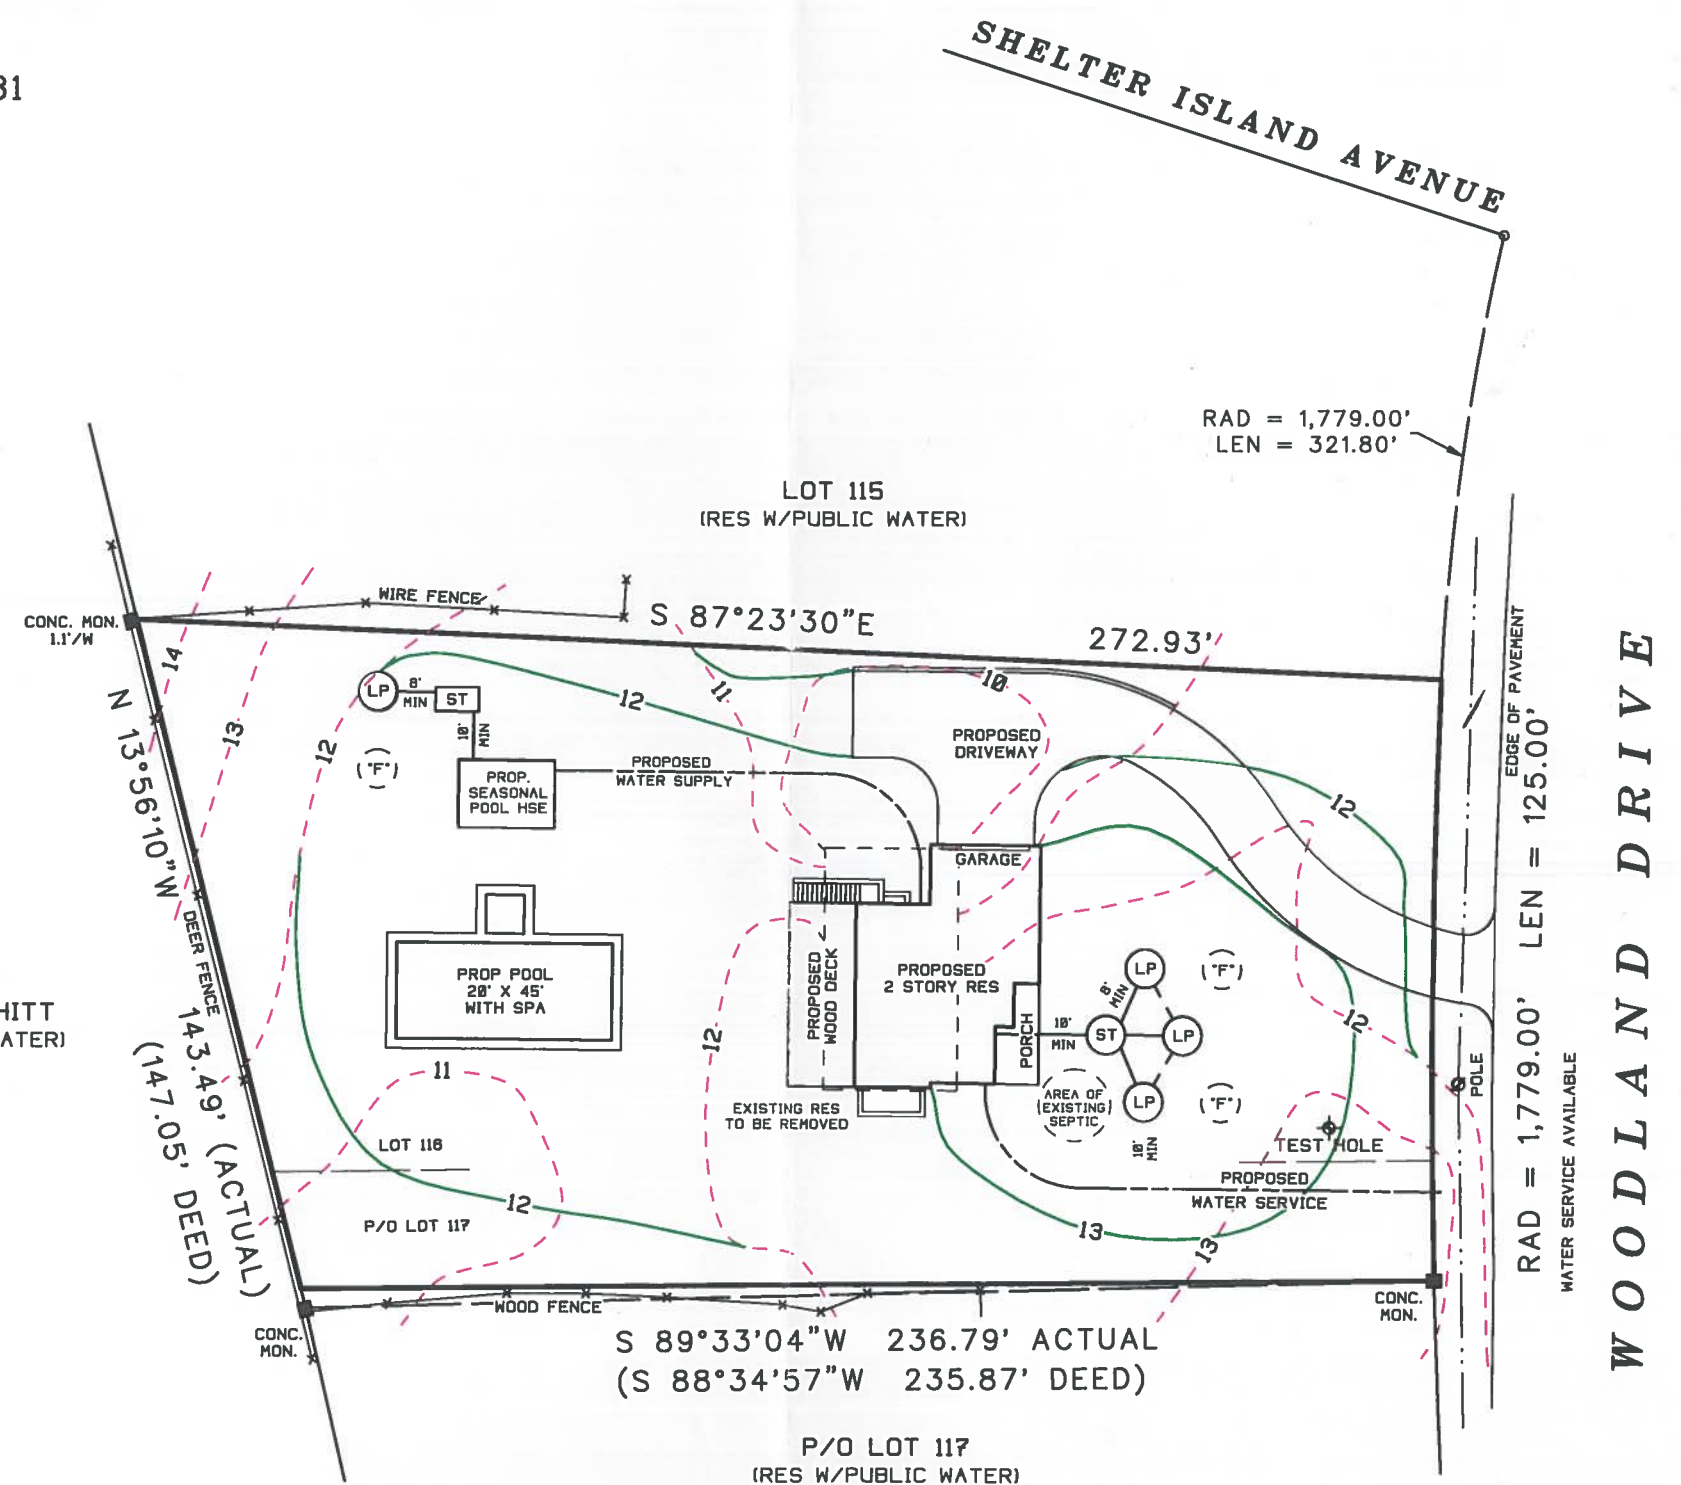 31
SHELTER ISLAND AVENUE
RAD = 1,779.00'
LEN = 321.80'
LOT 115
(RES W/PUBLIC WATER)
WIRE FENCE
CONC. MON.
1.1'/W
S 87°23'30"E
272.93'
14
13
12
11
10
12
LP
8'
MIN
ST
10'
MIN
("F")
PROP.
SEASONAL
POOL HSE
PROPOSED
WATER SUPPLY
PROPOSED
DRIVEWAY
12
EDGE OF PAVEMENT
N 13°56'10"W
143.49' (ACTUAL)
(147.05' DEED)
DEER FENCE
GARAGE
PROP POOL
20' X 45'
WITH SPA
PROPOSED
WOOD DECK
PROPOSED
2 STORY RES
PORCH
10'
MIN
ST
8'
MIN
LP
LP
LP
("F")
("F")
12
12
11
HITT
ATER)
AREA OF
(EXISTING)
SEPTIC
10'
MIN
EXISTING RES
TO BE REMOVED
POLE
TEST HOLE
LOT 116
P/O LOT 117
12
PROPOSED
WATER SERVICE
13
13
RAD = 1,779.00' LEN = 125.00'
WATER SERVICE AVAILABLE
WOODLAND DRIVE
WOOD FENCE
CONC.
MON.
CONC.
MON.
S 89°33'04"W 236.79' ACTUAL
(S 88°34'57"W 235.87' DEED)
P/O LOT 117
(RES W/PUBLIC WATER)